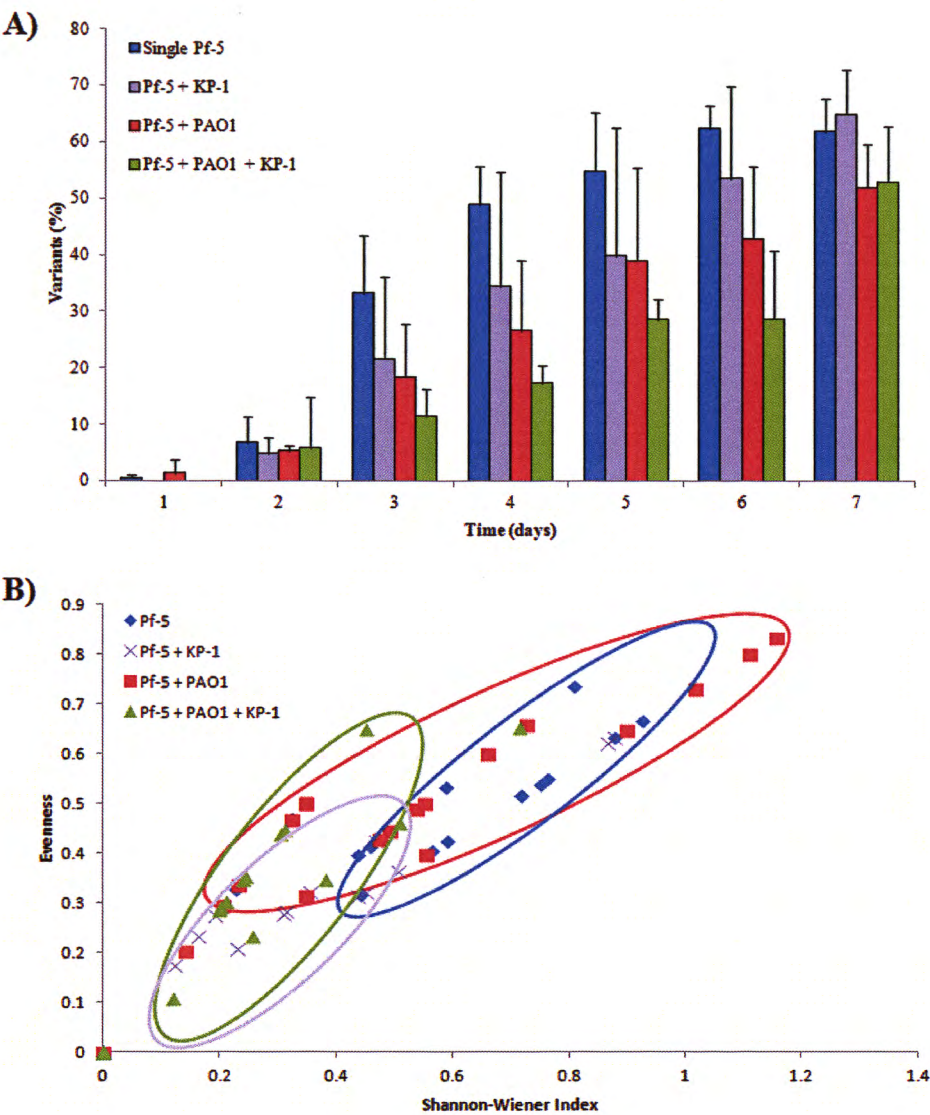 A)
80
70
60
50
40
30
20
10
0
Variants (%)
Single Pf-5
Pf-5 + KP-1
Pf-5 + PAO1
Pf-5 + PAO1 + KP-1
1 2 3 4 5 6 7
Time (days)
B)
0.9
0.8
0.7
0.6
0.5
0.4
0.3
0.2
0.1
0
Evenness
Pf-5
Pf-5 + KP-1
Pf-5 + PAO1
Pf-5 + PAO1 + KP-1
0 0.2 0.4 0.6 0.8 1 1.2 1.4
Shannon-Wiener Index